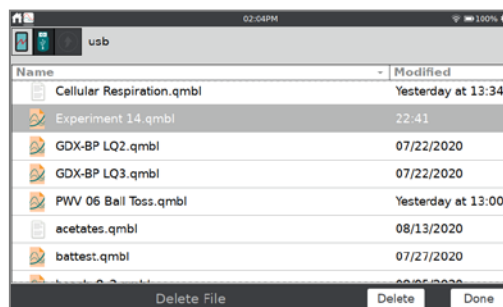 02:04PM 100%
usb
Name Modified
Cellular Respiration.qmbl Yesterday at 13:34
Experiment 14.qmbl 22:41
GDX-BP LQ2.qmbl 07/22/2020
GDX-BP LQ3.qmbl 07/22/2020
PWV 06 Ball Toss.qmbl Yesterday at 13:00
acetates.qmbl 08/13/2020
battest.qmbl 07/27/2020
Delete File Delete Done